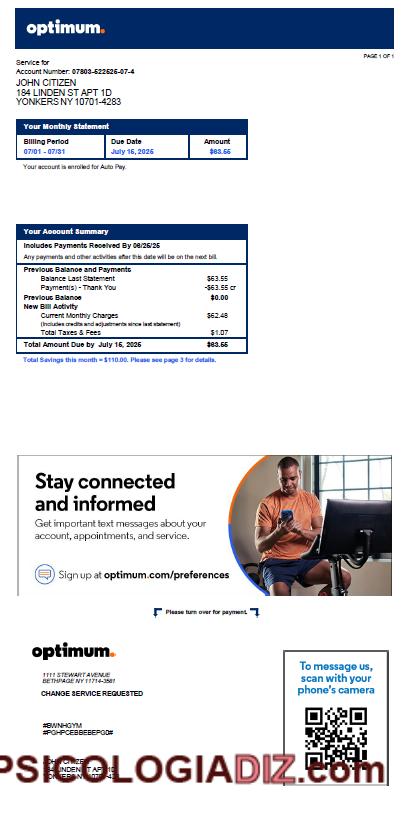 optimum.
PAGE 1 OF 1
Service for
Account Number: 07803-522525-07-4
JOHN CITIZEN
184 LINDEN ST APT 1D
YONKERS NY 10701-4283
Your Monthly Statement
Billing Period Due Date Amount
07/01 - 07/31 July 15, 2025 $63.55
Your account is enrolled for Auto Pay.
Your Account Summary
Includes Payments Received By 06/25/25
Any payments and other activities after this date will be on the next bill.
Previous Balance and Payments
Balance Last Statement $63.55
Payment(s) - Thank You -$63.55 cr
Previous Balance $0.00
New Bill Activity
Current Monthly Charges $62.48
(Includes credits and adjustments since last statement)
Total Taxes & Fees $1.07
Total Amount Due by July 15, 2025 $63.55
Total Savings this month = $110.00. Please see page 3 for details.
Stay connected
and informed
Get important text messages about your
account, appointments, and service.
Sign up at optimum.com/preferences
Please turn over for payment.
optimum.
1111 STEWART AVENUE
BETHPAGE NY 11714-3581
CHANGE SERVICE REQUESTED
To message us,
scan with your
phone's camera
#BWNHGYM
#PGHPCEBBEBEPG0#
JOHN CITIZEN
184 LINDEN ST APT 1D
YONKERS NY
PSICOLOGIADIZ.com